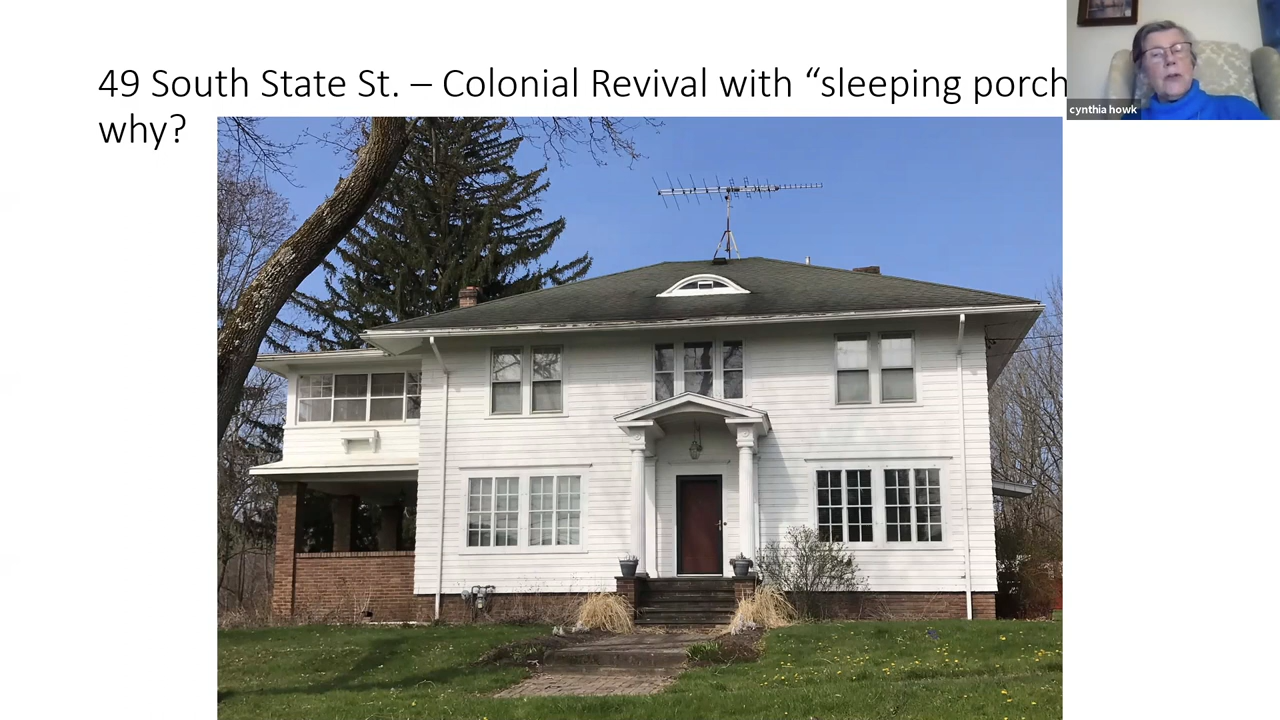 49 South State St. – Colonial Revival with “sleeping porch
why?
cynthia howk